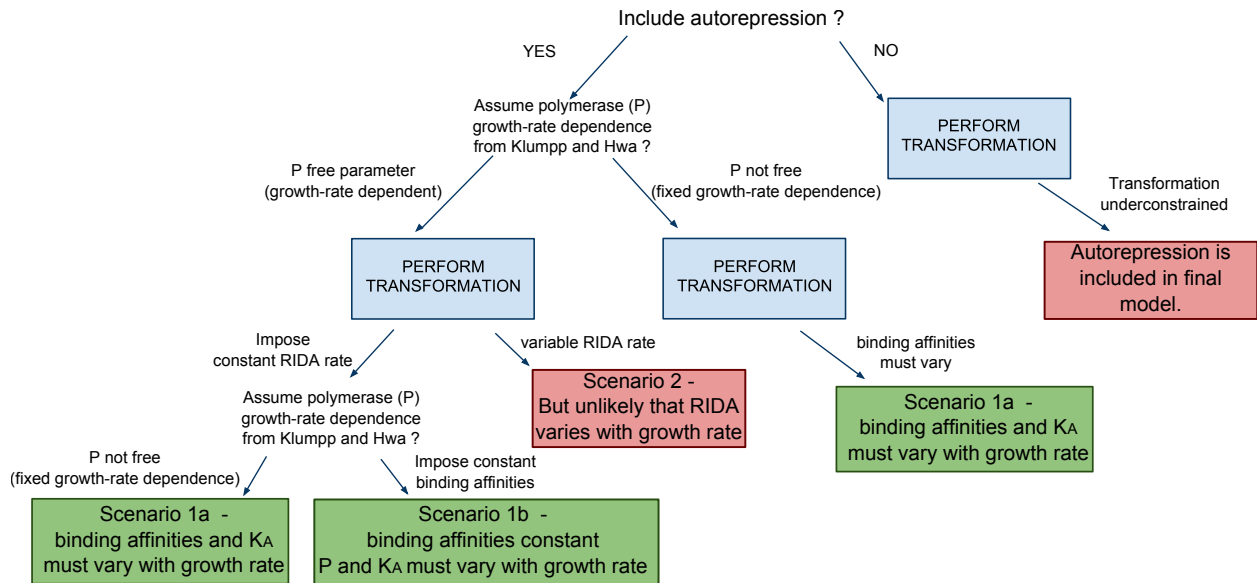 Include autorepression ?
YES
NO
Assume polymerase (P)
growth-rate dependence
from Klumpp and Hwa ?
PERFORM
TRANSFORMATION
P free parameter
(growth-rate dependent)
P not free
(fixed growth-rate dependence)
Transformation
underconstrained
PERFORM
TRANSFORMATION
PERFORM
TRANSFORMATION
Autorepression is
included in final
model.
Impose
constant RIDA rate
variable RIDA rate
binding affinities
must vary
Assume polymerase (P)
growth-rate dependence
from Klumpp and Hwa ?
Scenario 2 -
But unlikely that RIDA
varies with growth rate
Scenario 1a -
binding affinities and KA
must vary with growth rate
P not free
(fixed growth-rate dependence)
Impose constant
binding affinities
Scenario 1a -
binding affinities and KA
must vary with growth rate
Scenario 1b -
binding affinities constant
P and KA must vary with growth rate